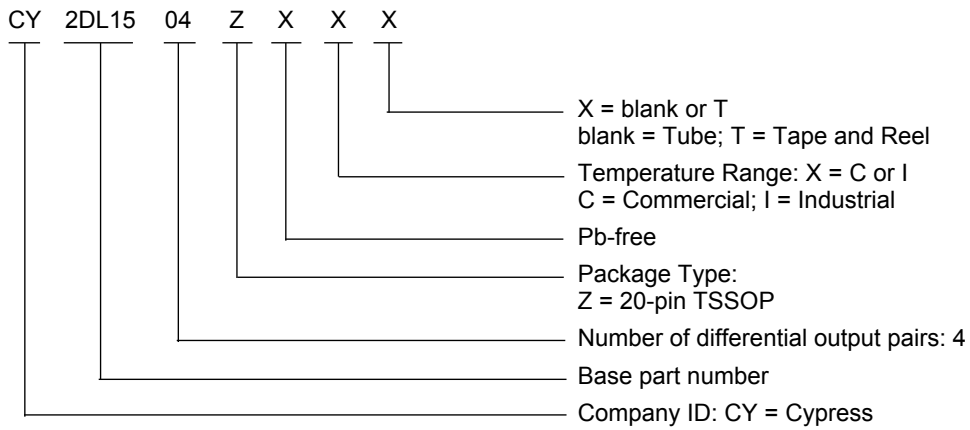 CY 2DL15 04 Z X X X
X = blank or T
blank = Tube; T = Tape and Reel
Temperature Range: X = C or I
C = Commercial; I = Industrial
Pb-free
Package Type:
Z = 20-pin TSSOP
Number of differential output pairs: 4
Base part number
Company ID: CY = Cypress